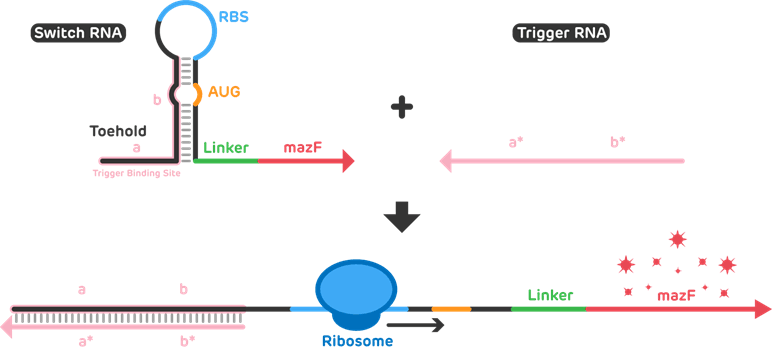 Switch RNA
RBS
Trigger RNA
b
AUG
Toehold
a
Linker
mazF
Trigger Binding Site
a*
b*
a
b
Linker
mazF
a*
b*
Ribosome